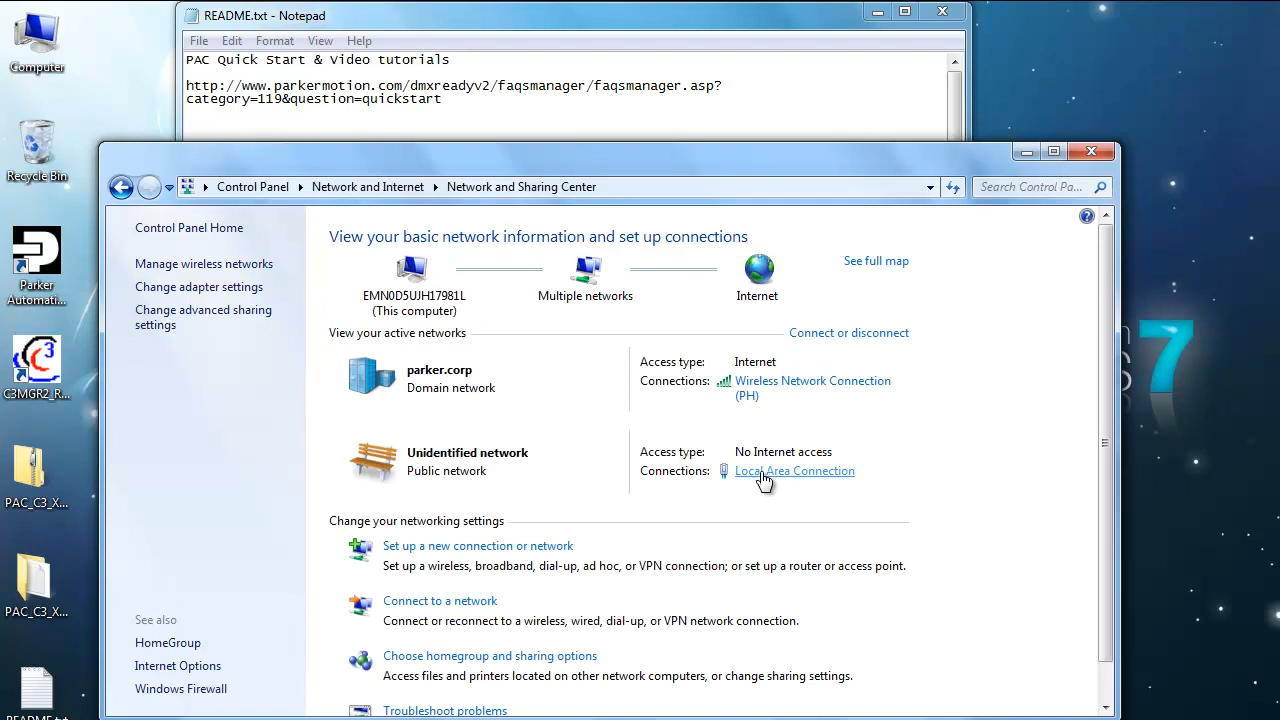 README.txt - Notepad
File Edit Format View Help
PAC Quick Start & Video tutorials
http://www.parkermotion.com/dmxreadyv2/faqsmanager/faqsmanager.asp?
category=119&question=quickstart
Computer
Recycle Bin
Parker
Automati...
C3MGR2_R...
PAC_C3_X...
PAC_C3_X...
README.txt
Control Panel Network and Internet Network and Sharing Center
Search Control Pa...
Control Panel Home
Manage wireless networks
Change adapter settings
Change advanced sharing
settings
See also
HomeGroup
Internet Options
Windows Firewall
View your basic network information and set up connections
See full map
EMN0D5UJH17981L
(This computer)
Multiple networks
Internet
View your active networks
Connect or disconnect
parker.corp
Domain network
Access type: Internet
Connections: Wireless Network Connection
(PH)
Unidentified network
Public network
Access type: No Internet access
Connections: Local Area Connection
Change your networking settings
Set up a new connection or network
Set up a wireless, broadband, dial-up, ad hoc, or VPN connection; or set up a router or access point.
Connect to a network
Connect or reconnect to a wireless, wired, dial-up, or VPN network connection.
Choose homegroup and sharing options
Access files and printers located on other network computers, or change sharing settings.
Troubleshoot problems
7